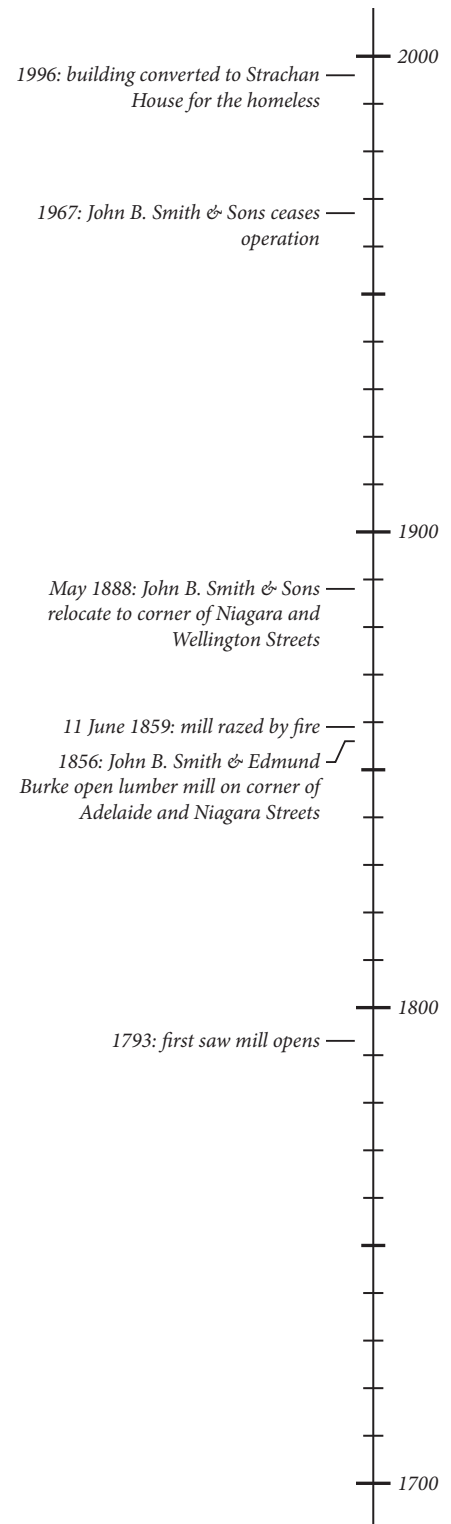 2000
1996: building converted to Strachan
House for the homeless
1967: John B. Smith & Sons ceases
operation
1900
May 1888: John B. Smith & Sons
relocate to corner of Niagara and
Wellington Streets
11 June 1859: mill razed by fire
1856: John B. Smith & Edmund
Burke open lumber mill on corner of
Adelaide and Niagara Streets
1800
1793: first saw mill opens
1700